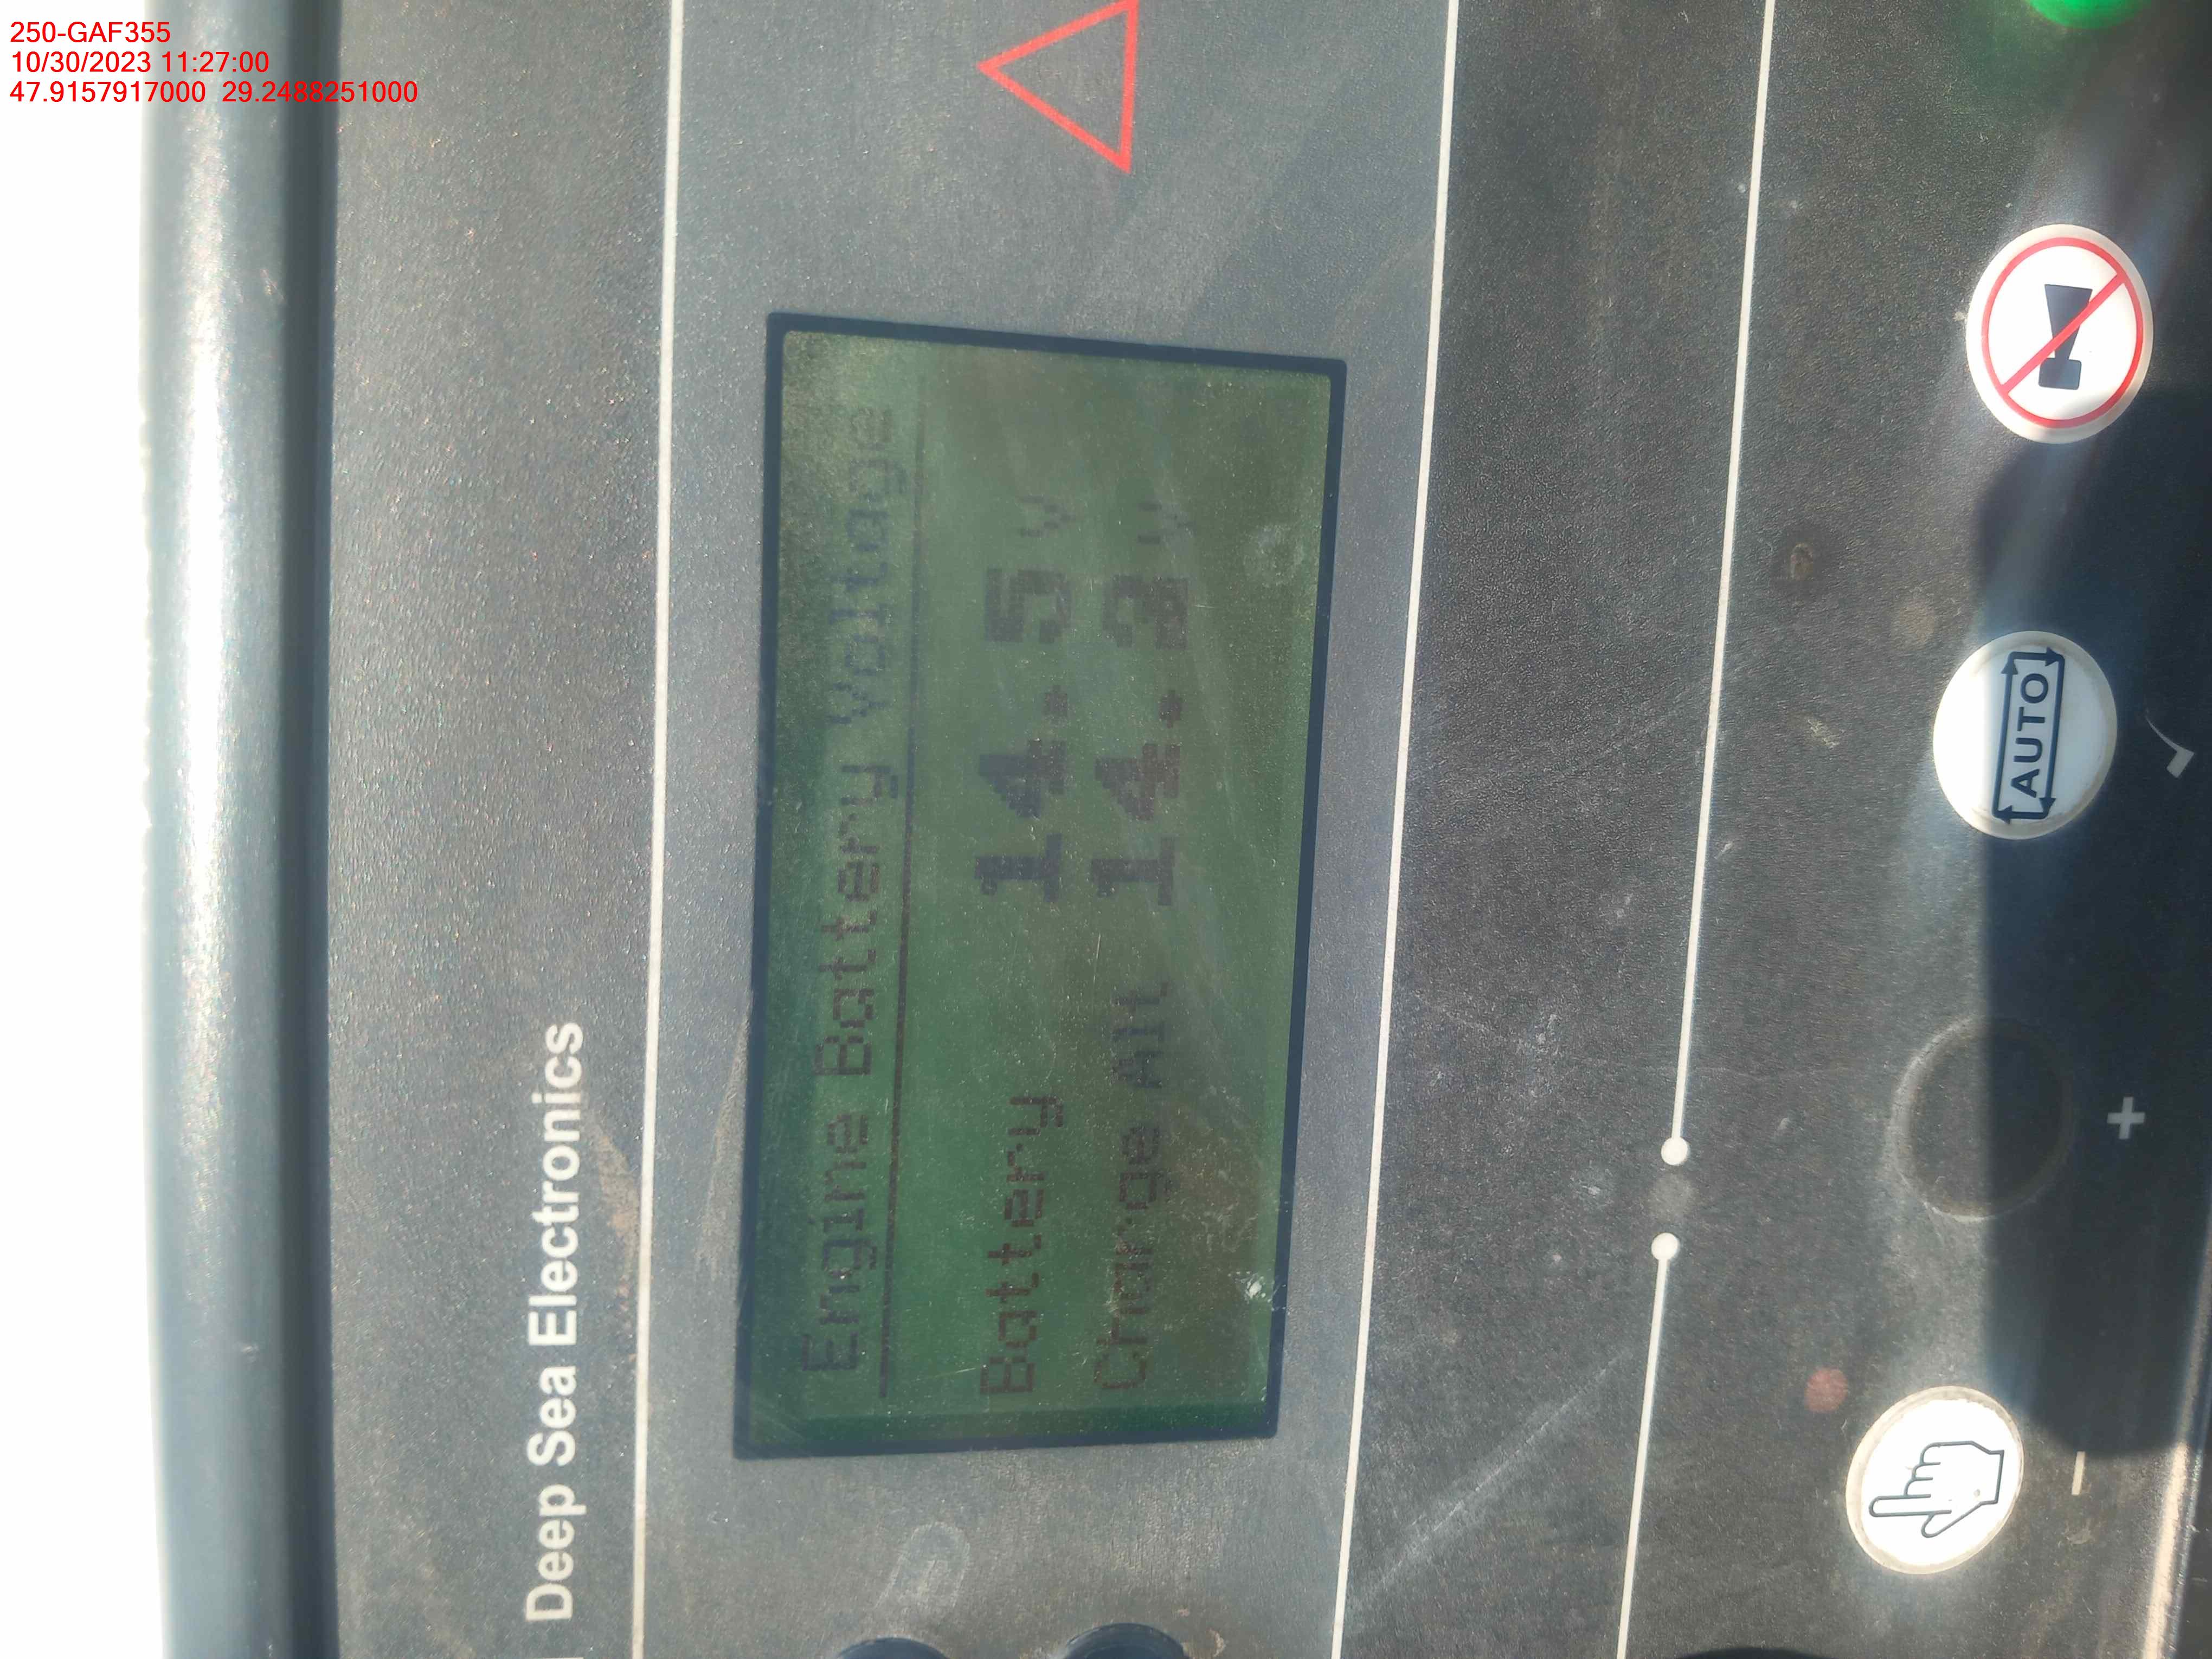 250-GAF355
10/30/2023 11:27:00
47.9157917000 29.2488251000
Deep Sea Electronics
Engine Battery Voltage
Battery 14.5 V
Charge Alt 14.3 V
AUTO
+
-